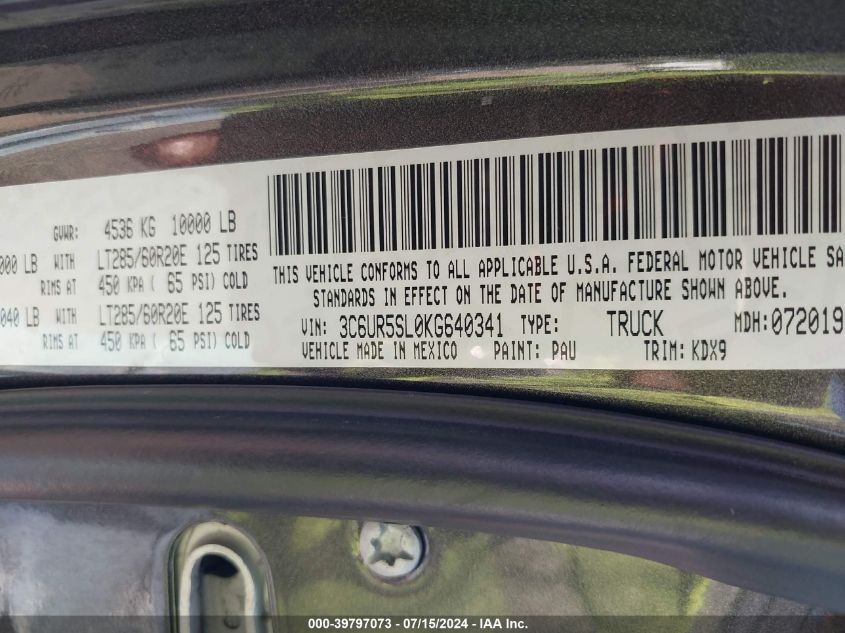 GVWR: 4536 KG 10000 LB
000 LB WITH LT285/60R20E 125 TIRES
RIMS AT 450 KPA ( 65 PSI) COLD
040 LB WITH LT285/60R20E 125 TIRES
RIMS AT 450 KPA ( 65 PSI) COLD
THIS VEHICLE CONFORMS TO ALL APPLICABLE U.S.A. FEDERAL MOTOR VEHICLE SA
STANDARDS IN EFFECT ON THE DATE OF MANUFACTURE SHOWN ABOVE.
VIN: 3C6UR5SL0KG640341 TYPE: TRUCK MDH:072019
VEHICLE MADE IN MEXICO PAINT: PAU TRIM: KDX9
000-39797073 - 07/15/2024 - IAA Inc.